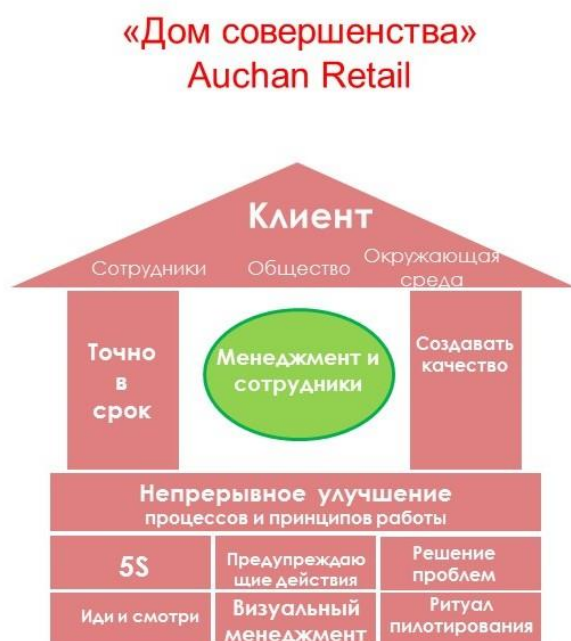 «Дом совершенства»
Auchan Retail
Клиент
Сотрудники Общество Окружающая
среда
Точно
в
срок
Менеджмент и
сотрудники
Создавать
качество
Непрерывное улучшение
процессов и принципов работы
5S
Предупреждаю
щие действия
Решение
проблем
Иди и смотри
Визуальный
менеджмент
Ритуал
пилотирования